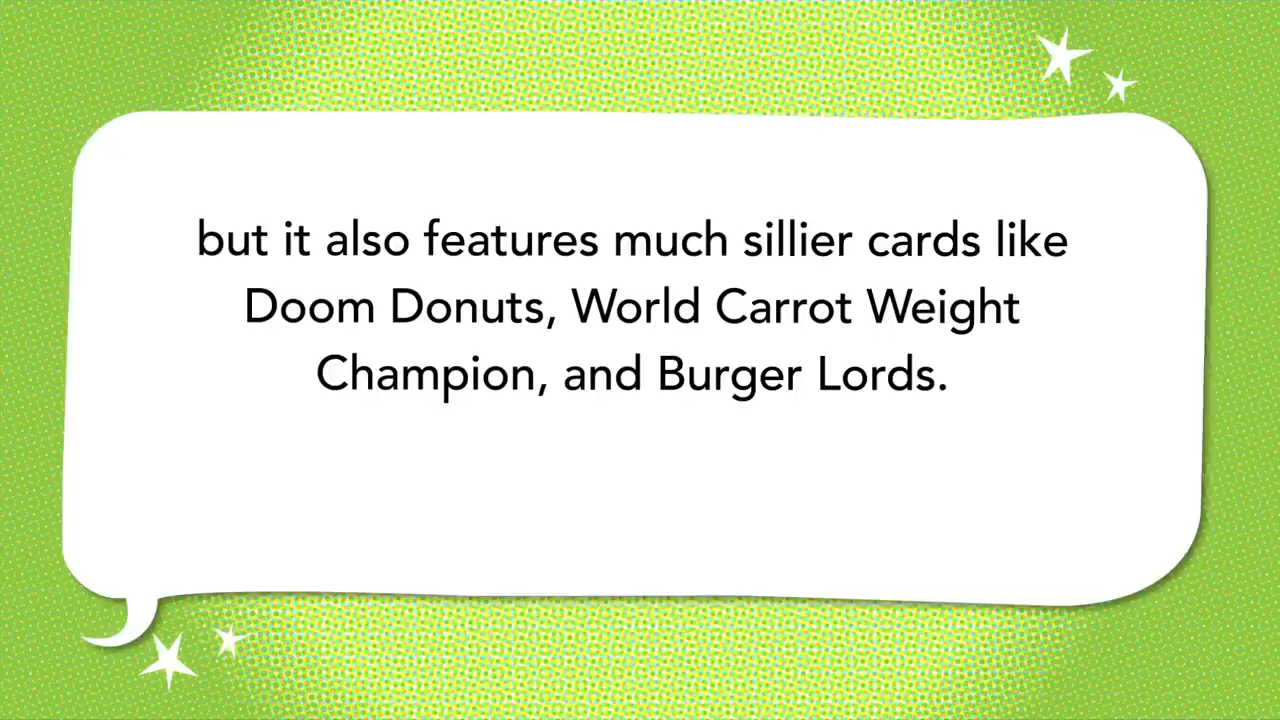 but it also features much sillier cards like
Doom Donuts, World Carrot Weight
Champion, and Burger Lords.